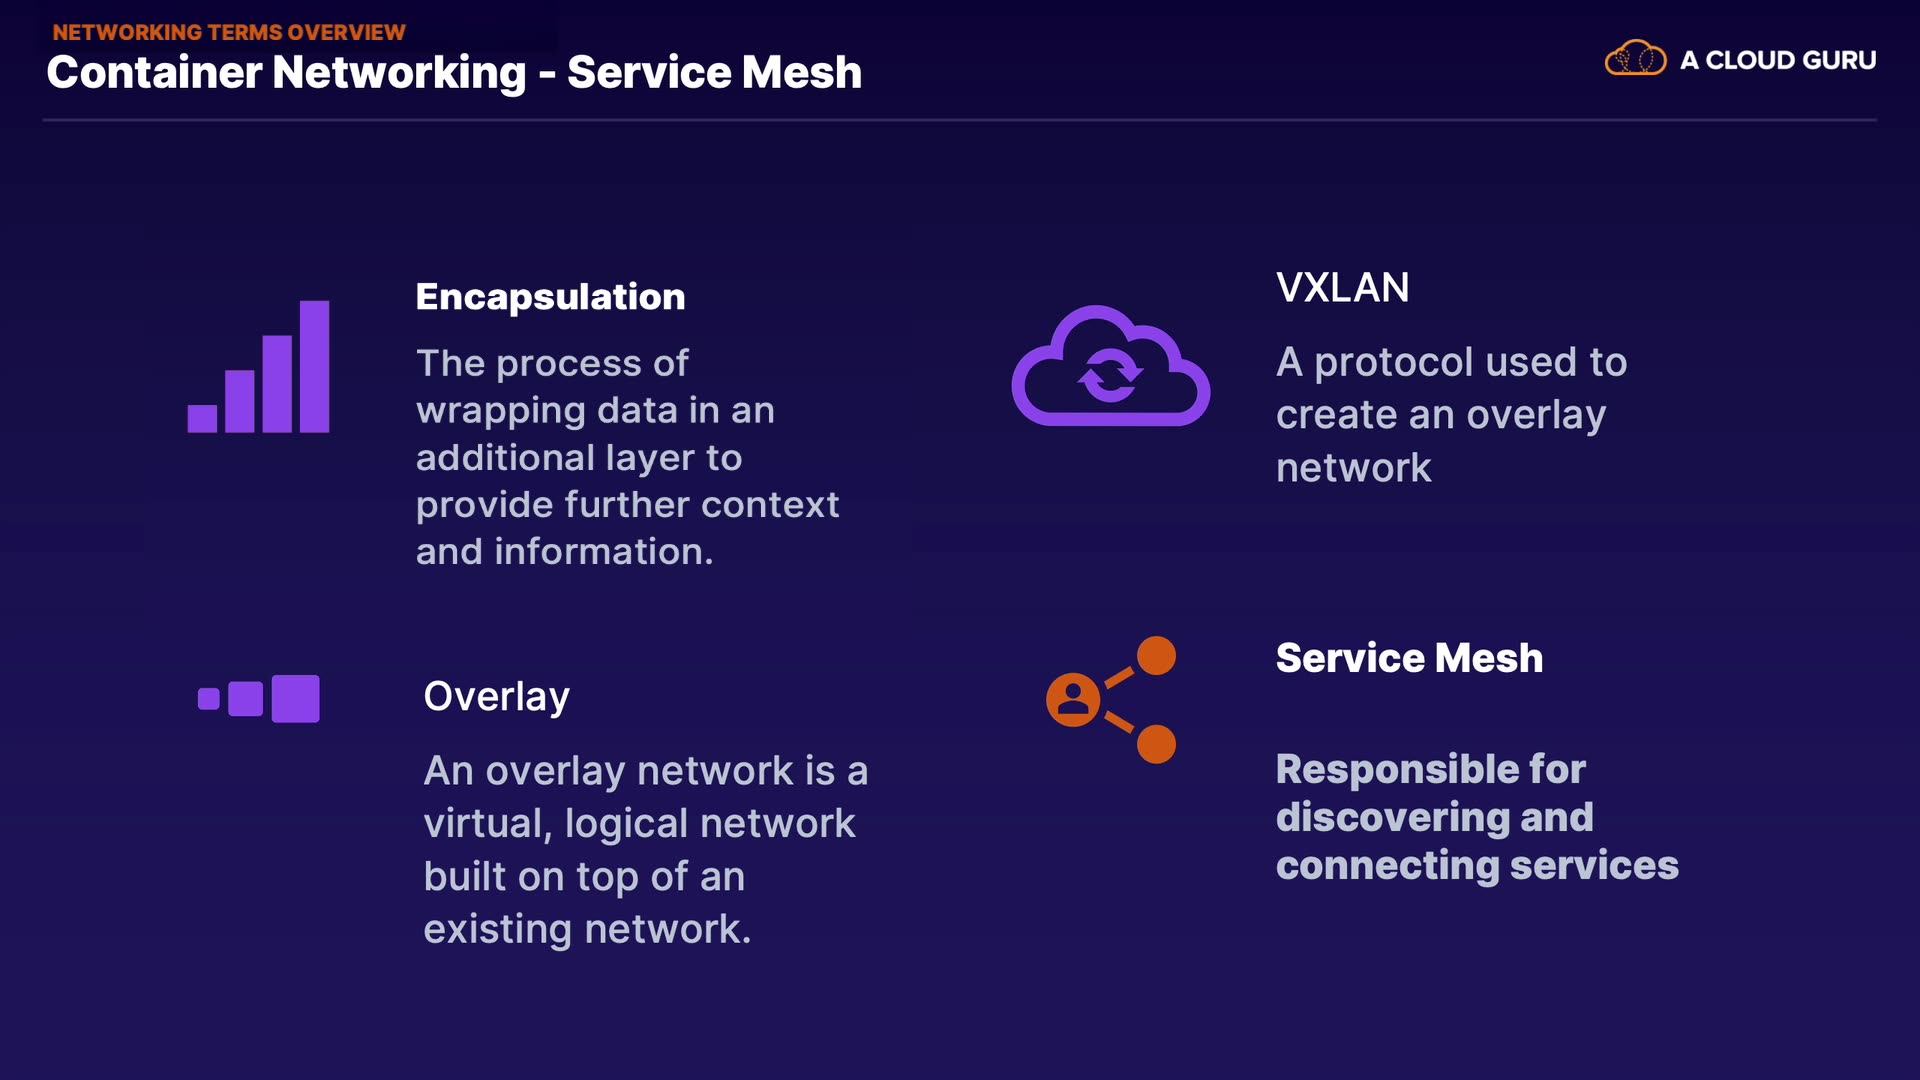 NETWORKING TERMS OVERVIEW
Container Networking - Service Mesh
A CLOUD GURU
Encapsulation
The process of
wrapping data in an
additional layer to
provide further context
and information.
VXLAN
A protocol used to
create an overlay
network
Overlay
An overlay network is a
virtual, logical network
built on top of an
existing network.
Service Mesh
Responsible for
discovering and
connecting services